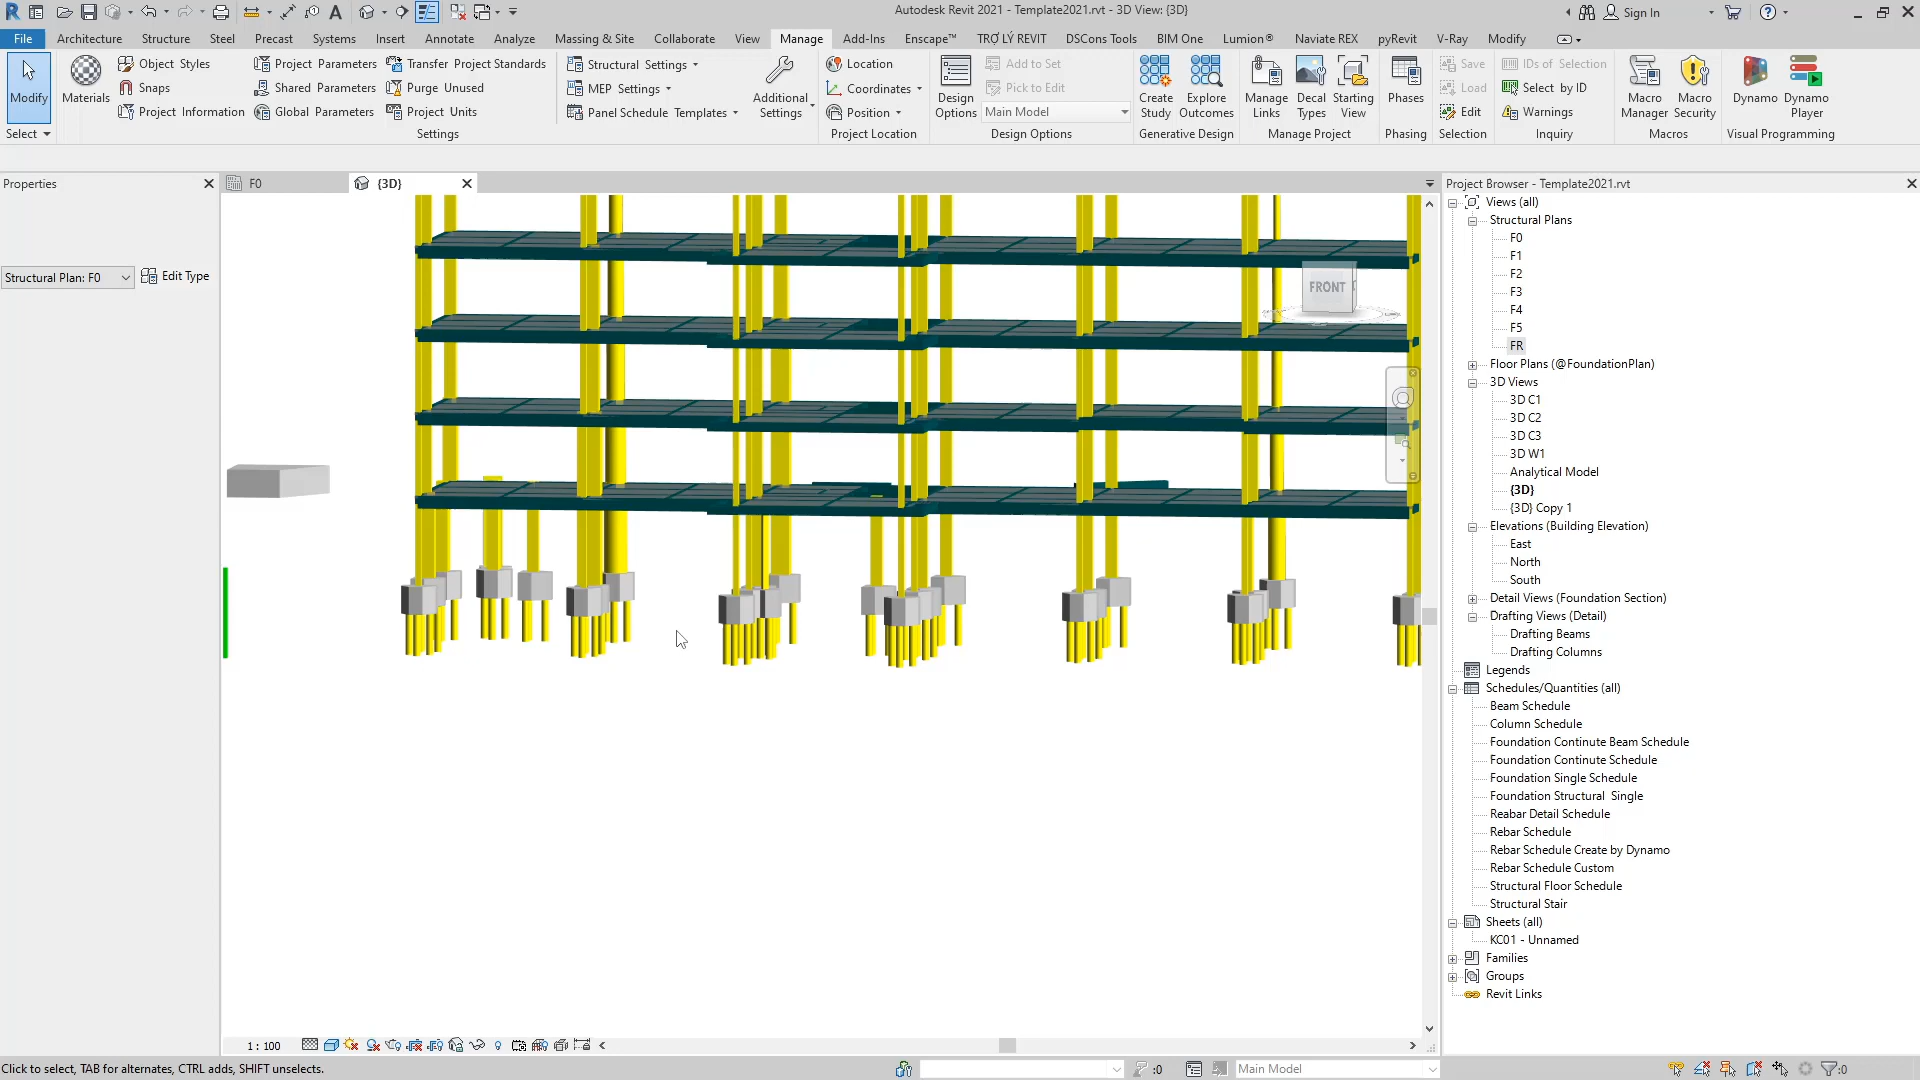 Autodesk Revit 2021 - Template2021.rvt - 3D View: {3D}
Sign In
File Architecture Structure Steel Precast Systems Insert Annotate Analyze Massing & Site Collaborate View Manage Add-Ins Enscape™ TRỢ LÝ REVIT DSCons Tools BIM One Lumion® Naviate REX pyRevit V-Ray Modify
Modify
Select
Materials
Object Styles
Snaps
Project Information
Project Parameters
Shared Parameters
Global Parameters
Transfer Project Standards
Purge Unused
Project Units
Settings
Structural Settings
MEP Settings
Panel Schedule Templates
Additional
Settings
Location
Coordinates
Position
Project Location
Design
Options
Add to Set
Pick to Edit
Main Model
Design Options
Create
Study
Explore
Outcomes
Generative Design
Manage
Links
Decal
Types
Starting
View
Manage Project
Phases
Phasing
Save
Load
Edit
Selection
IDs of Selection
Select by ID
Warnings
Inquiry
Macro
Manager
Macro
Security
Macros
Dynamo
Dynamo
Player
Visual Programming
Properties
Structural Plan: F0
Edit Type
F0
{3D}
FRONT
Project Browser - Template2021.rvt
Views (all)
Structural Plans
F0
F1
F2
F3
F4
F5
FR
Floor Plans (@FoundationPlan)
3D Views
3D C1
3D C2
3D C3
3D W1
Analytical Model
{3D}
{3D} Copy 1
Elevations (Building Elevation)
East
North
South
Detail Views (Foundation Section)
Drafting Views (Detail)
Drafting Beams
Drafting Columns
Legends
Schedules/Quantities (all)
Beam Schedule
Column Schedule
Foundation Continute Beam Schedule
Foundation Continute Schedule
Foundation Single Schedule
Foundation Structural Single
Reabar Detail Schedule
Rebar Schedule
Rebar Schedule Create by Dynamo
Rebar Schedule Custom
Structural Floor Schedule
Structural Stair
Sheets (all)
KC01 - Unnamed
Families
Groups
Revit Links
1 : 100
Click to select, TAB for alternates, CTRL adds, SHIFT unselects.
:0
Main Model
:0